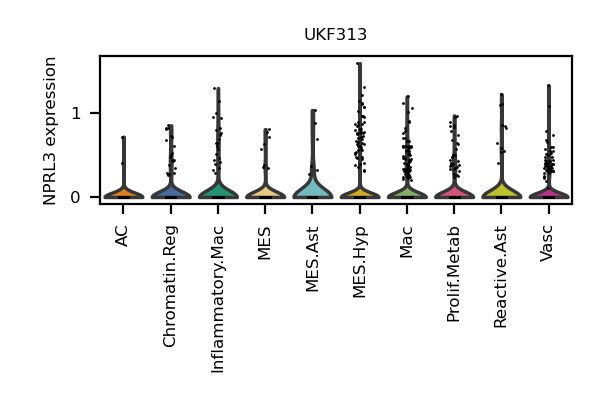 UKF313
NPRL3 expression
1
0
AC
Chromatin.Reg
Inflammatory.Mac
MES
MES.Ast
MES.Hyp
Mac
Prolif.Metab
Reactive.Ast
Vasc